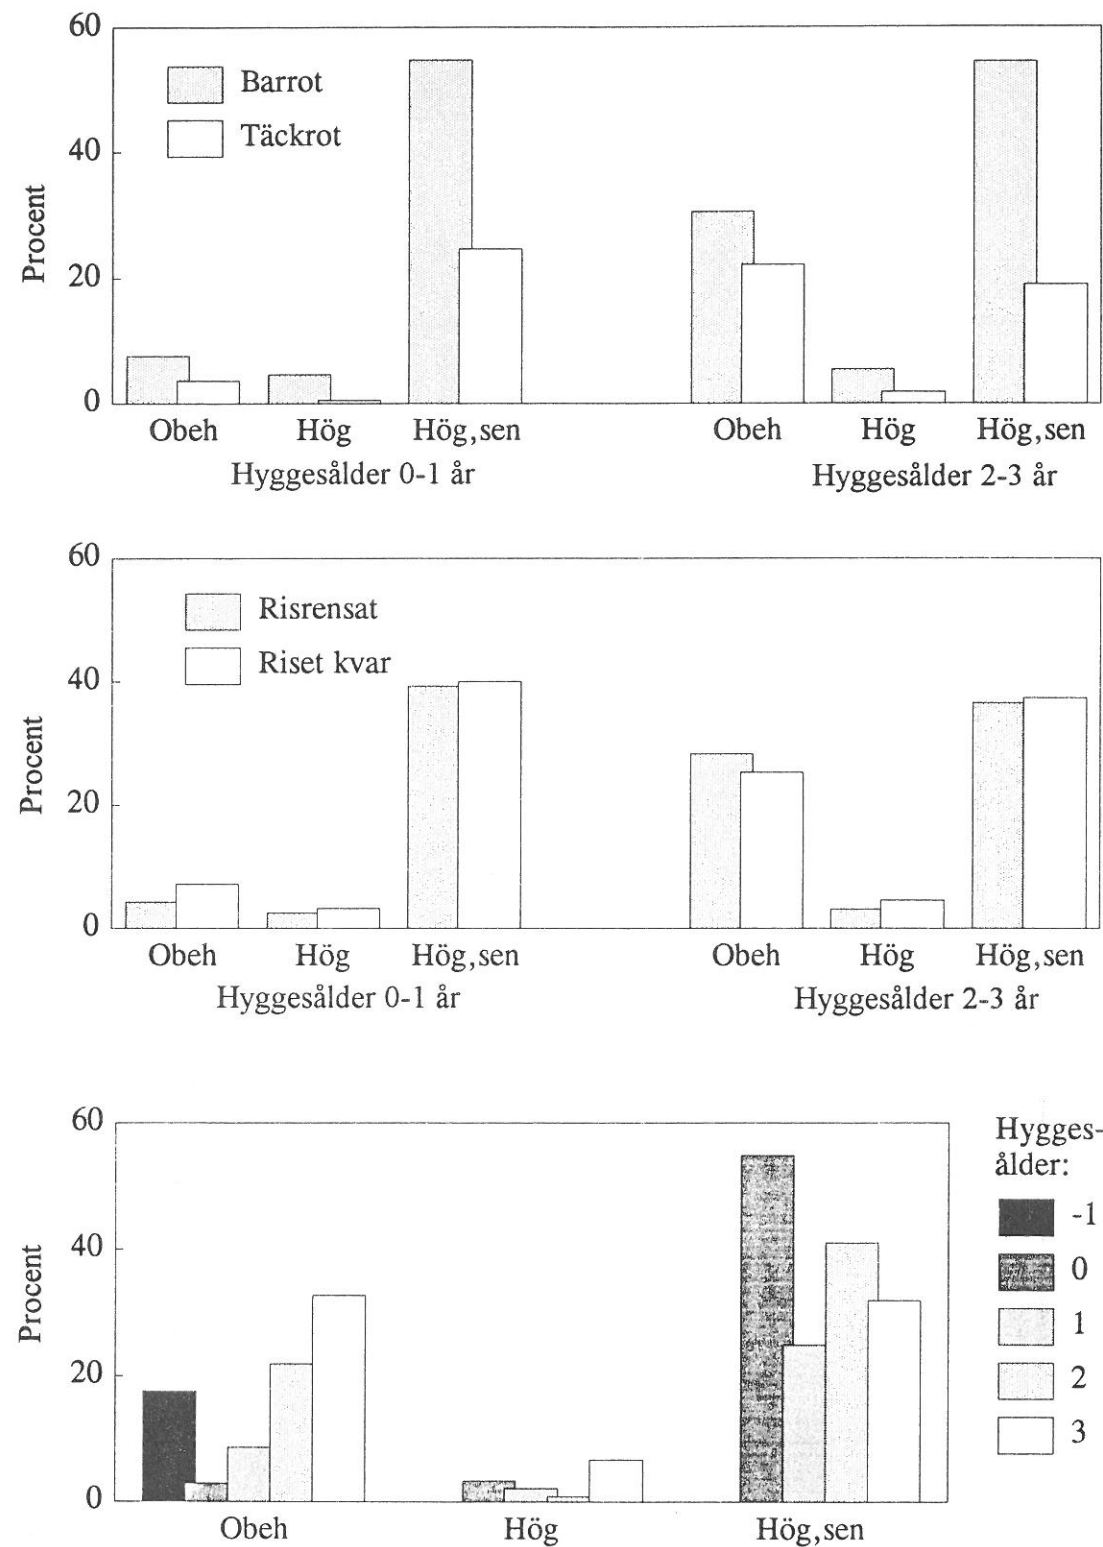 60
Barrot
Täckrot
40
Procent
20
0
Obeh Hög Hög,sen Obeh Hög Hög,sen
Hyggesålder 0-1 år Hyggesålder 2-3 år
60
Risrensat
Riset kvar
40
Procent
20
0
Obeh Hög Hög,sen Obeh Hög Hög,sen
Hyggesålder 0-1 år Hyggesålder 2-3 år
60
Hygges-
ålder:
-1
40
0
Procent
1
20
2
3
0
Obeh Hög Hög,sen